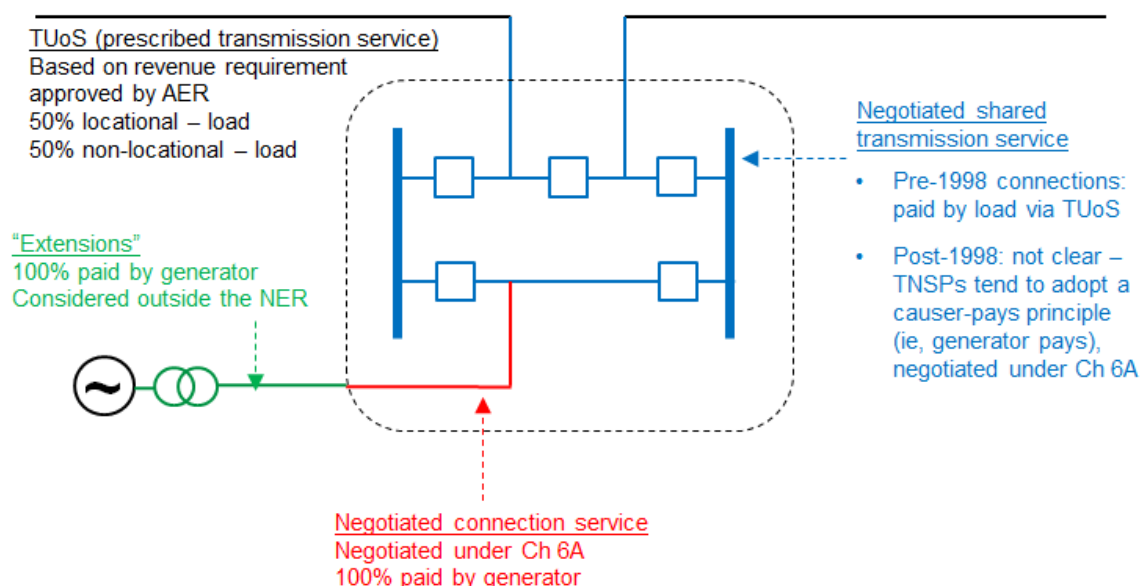 TUoS (prescribed transmission service)
Based on revenue requirement
approved by AER
50% locational – load
50% non-locational – load
Negotiated shared
transmission service
• Pre-1998 connections:
paid by load via TUoS
• Post-1998: not clear –
TNSPs tend to adopt a
causer-pays principle
(ie, generator pays),
negotiated under Ch 6A
"Extensions"
100% paid by generator
Considered outside the NER
~
Negotiated connection service
Negotiated under Ch 6A
100% paid by generator